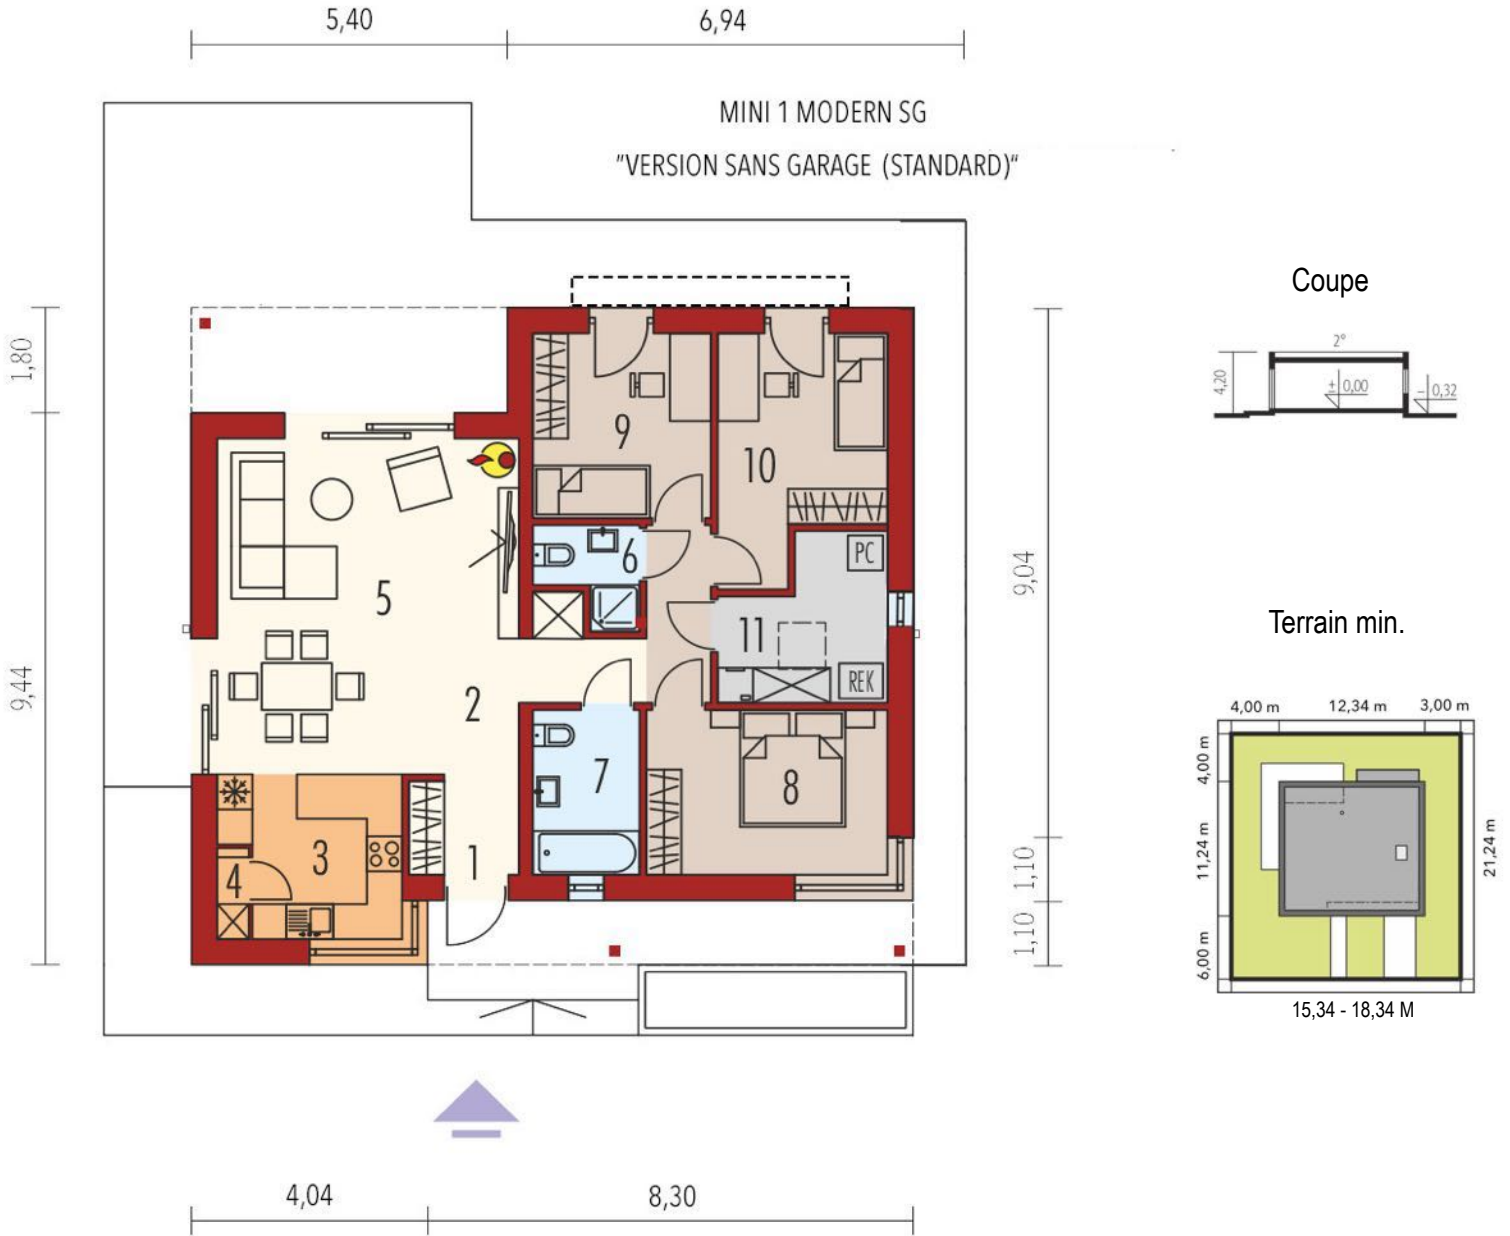 5,40
6,94
MINI 1 MODERN SG
"VERSION SANS GARAGE (STANDARD)"
1,80
9,44
9
10
6
5
2
11
PC
REK
7
8
3
4
1
9,04
1,10
1,10
4,04
8,30
Coupe
2°
4,20
± 0,00
− 0,32
Terrain min.
4,00 m
12,34 m
3,00 m
4,00 m
11,24 m
6,00 m
21,24 m
15,34 - 18,34 M